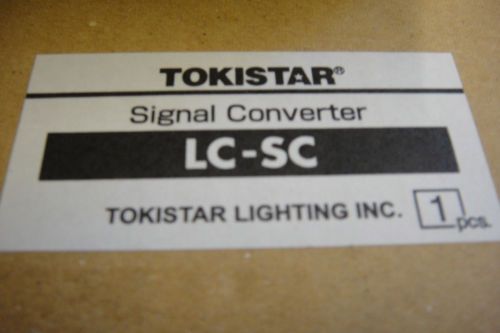 TOKISTAR®
Signal Converter
LC-SC
TOKISTAR LIGHTING INC. 1 pcs.